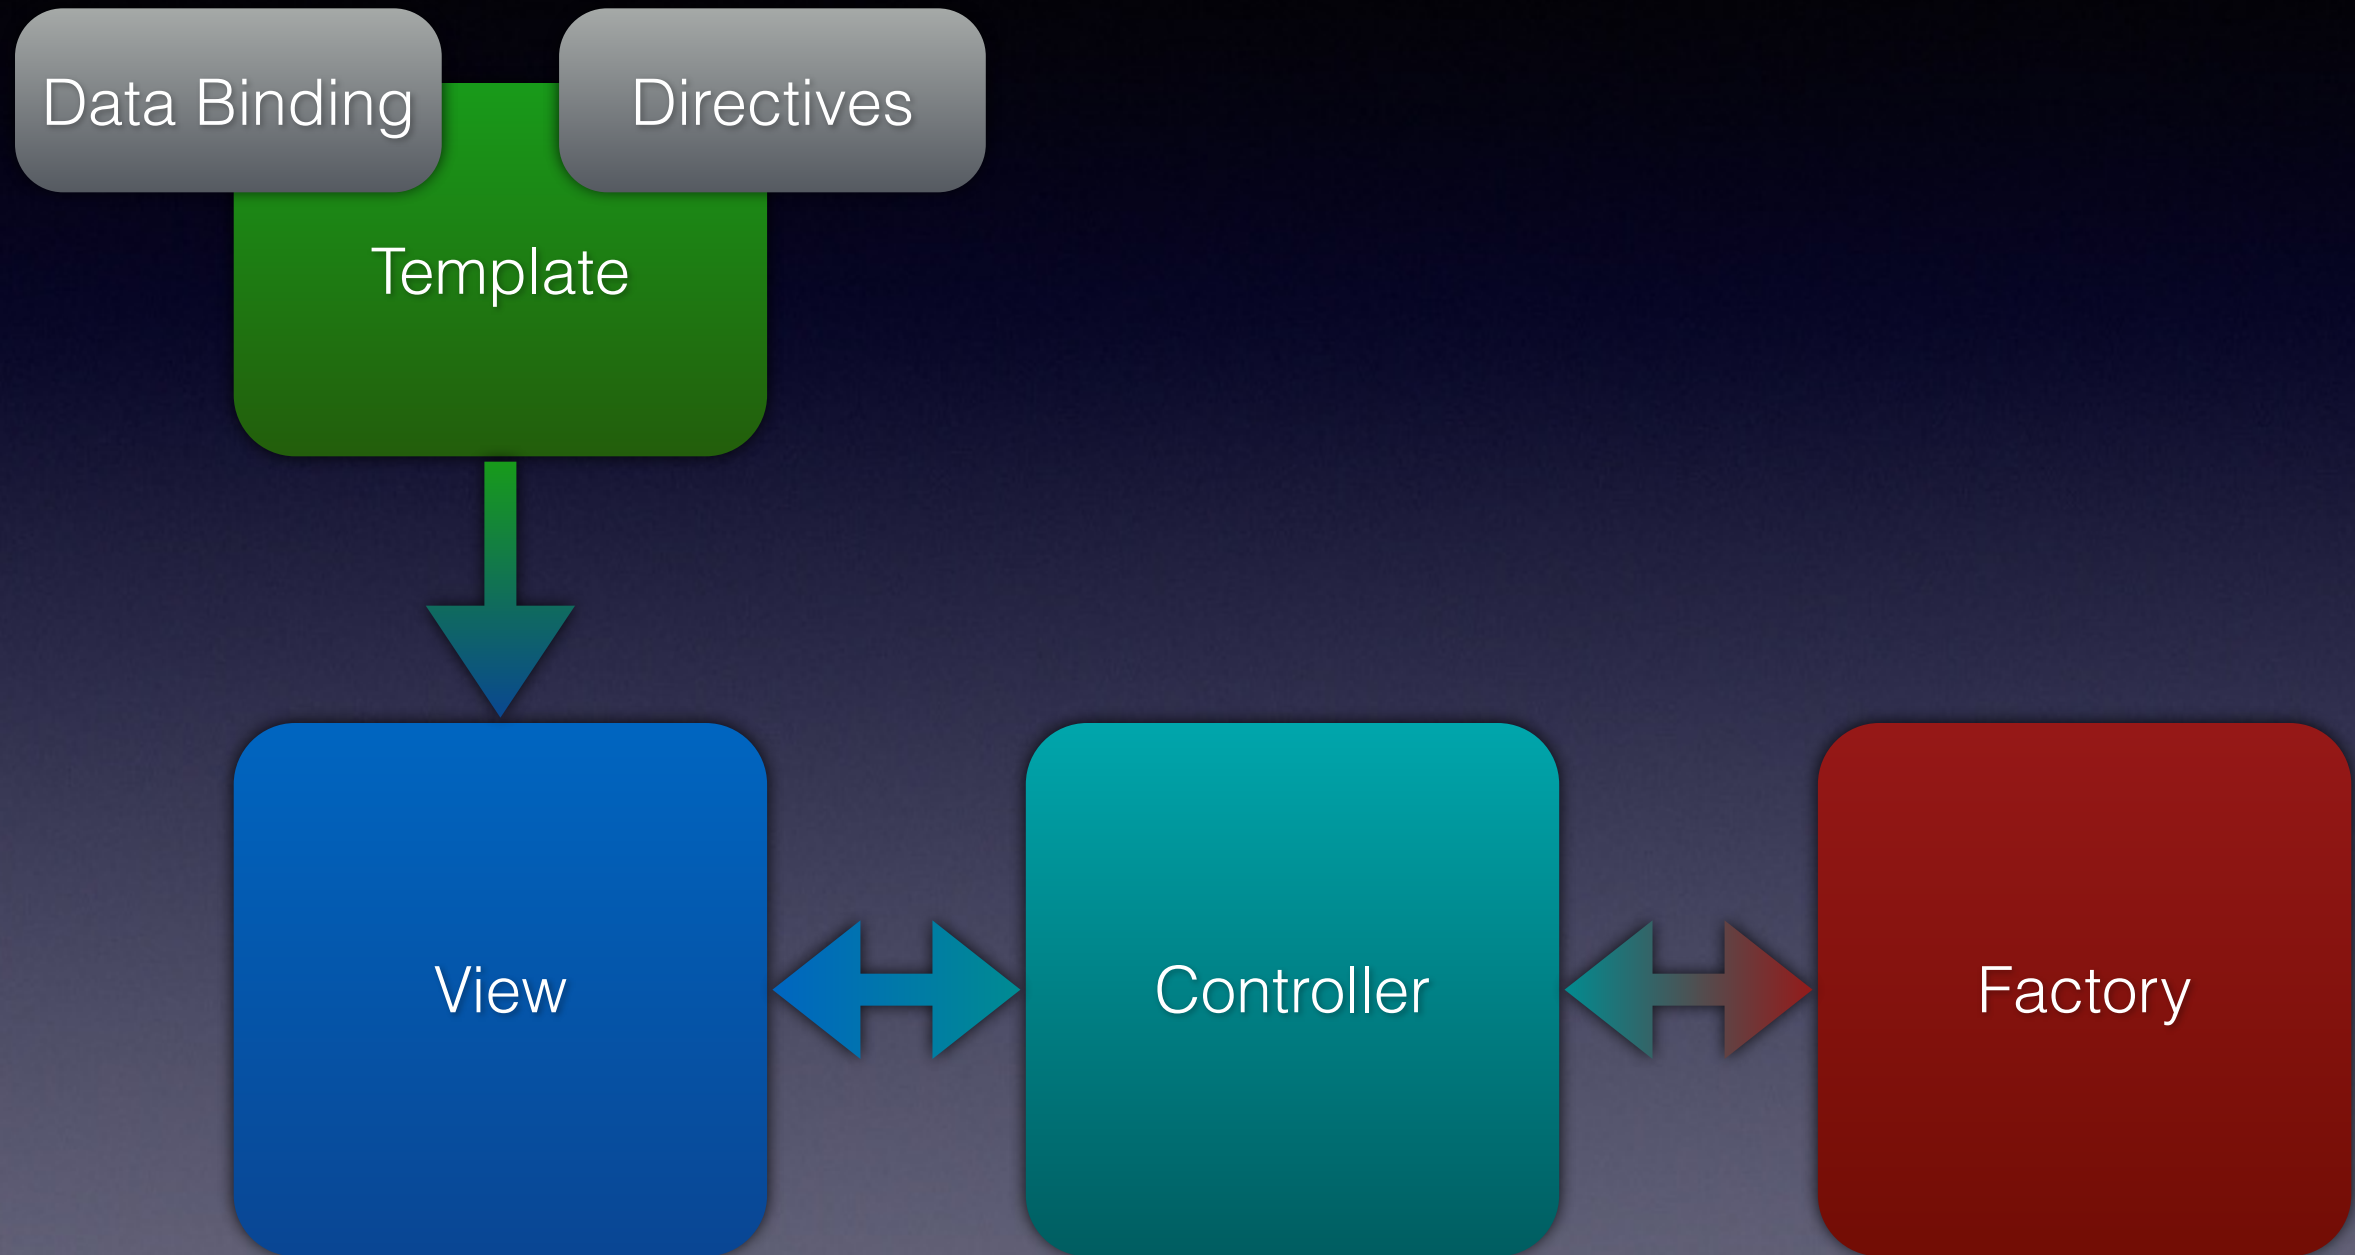 Data Binding
Directives
Template
View
Controller
Factory